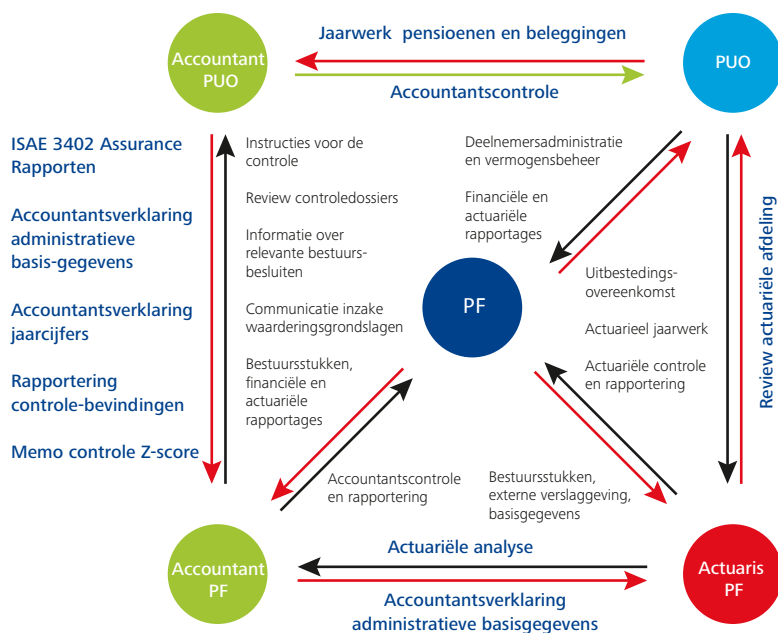 Jaarwerk pensioenen en beleggingen
Accountant
PUO
PUO
Accountantscontrole
ISAE 3402 Assurance
Rapporten
Accountantsverklaring
administratieve
basis-gegevens
Accountantsverklaring
jaarcijfers
Rapportering
controle-bevindingen
Memo controle Z-score
Instructies voor de
controle
Review controledossiers
Informatie over
relevante bestuurs-
besluiten
Communicatie inzake
waarderingsgrondslagen
Bestuursstukken,
financiële en
actuariële
rapportages
Deelnemersadministratie
en vermogensbeheer
Financiële en
actuariële
rapportages
PF
Uitbestedings-
overeenkomst
Actuarieel jaarwerk
Actuariële controle
en rapportering
Review actuariële afdeling
Accountantscontrole
en rapportering
Bestuursstukken,
externe verslaggeving,
basisgegevens
Accountant
PF
Actuariële analyse
Actuaris
PF
Accountantsverklaring
administratieve basisgegevens